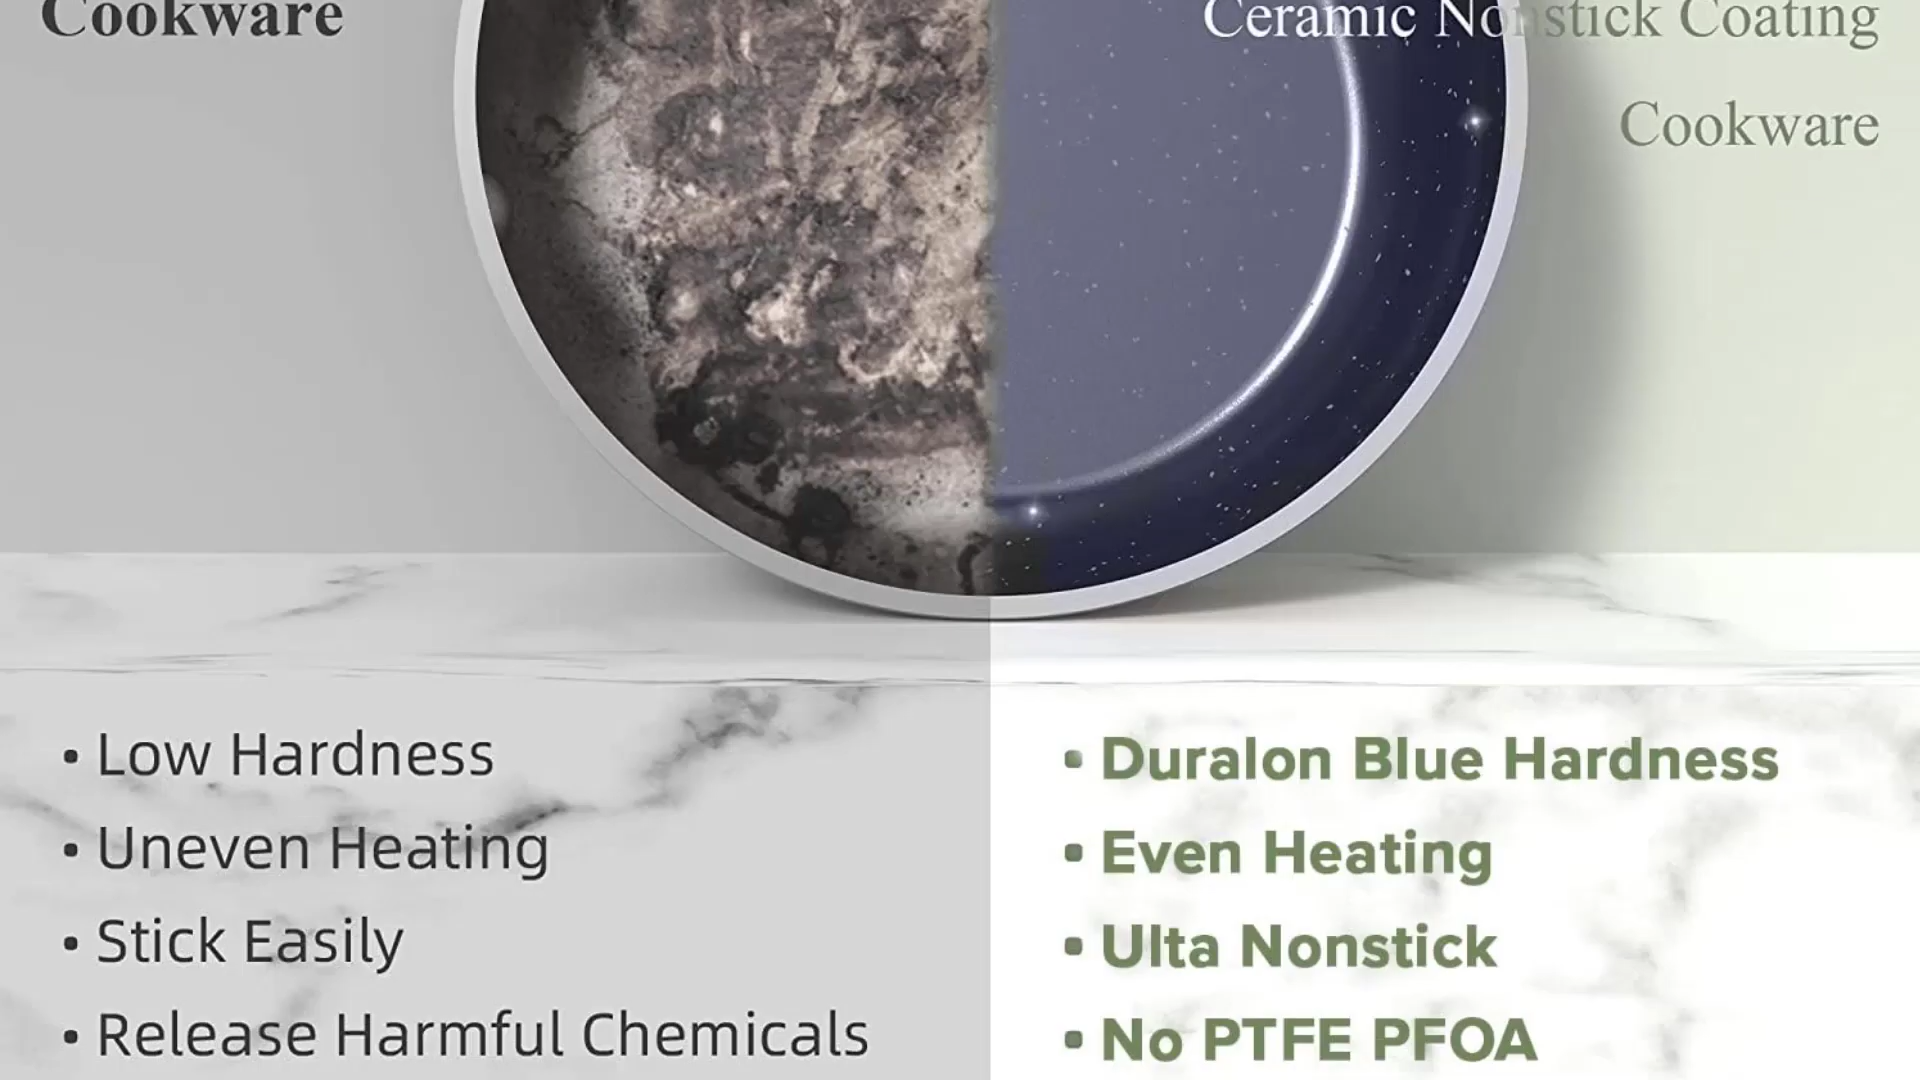 Cookware
Ceramic Nonstick Coating
Cookware
• Low Hardness
• Uneven Heating
• Stick Easily
• Release Harmful Chemicals
• Duralon Blue Hardness
• Even Heating
• Ulta Nonstick
• No PTFE PFOA